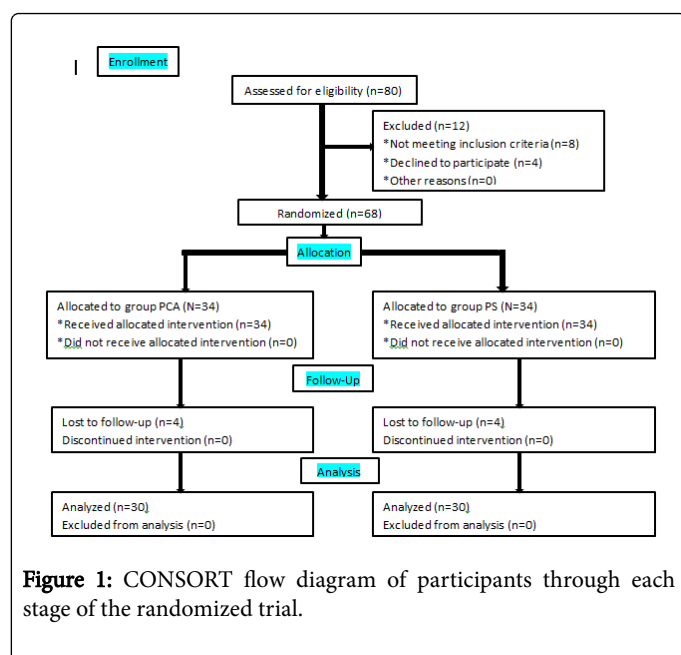 Enrollment
Assessed for eligibility (n=80)
Excluded (n=12)
*Not meeting inclusion criteria (n=8)
*Declined to participate (n=4)
*Other reasons(n=0)
Randomized (n=68)
Allocation
Allocated to group PCA (N=34)
*Received allocated intervention (n=34)
*Did not receive allocated intervention (n=0)
Allocated to group PS (N=34)
*Received allocated intervention (n=34)
*Did not receive allocated intervention (n=0)
Follow-Up
Lost to follow-up (n=4)
Discontinued intervention (n=0)
Lost to follow-up (n=4)
Discontinued intervention (n=0)
Analysis
Analyzed (n=30)
Excluded from analysis (n=0)
Analyzed (n=30)
Excluded from analysis (n=0)
Figure 1: CONSORT flow diagram of participants through each
stage of the randomized trial.